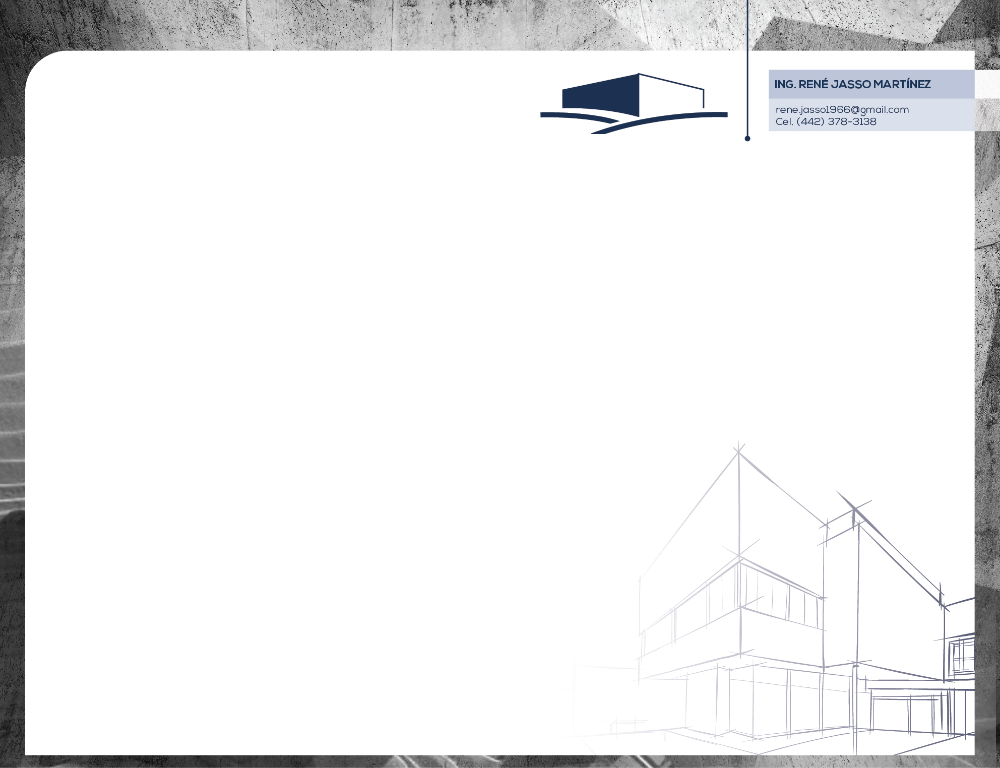 ING. RENÉ JASSO MARTÍNEZ
rene.jasso1966@gmail.com
Cel. (442) 378-3138